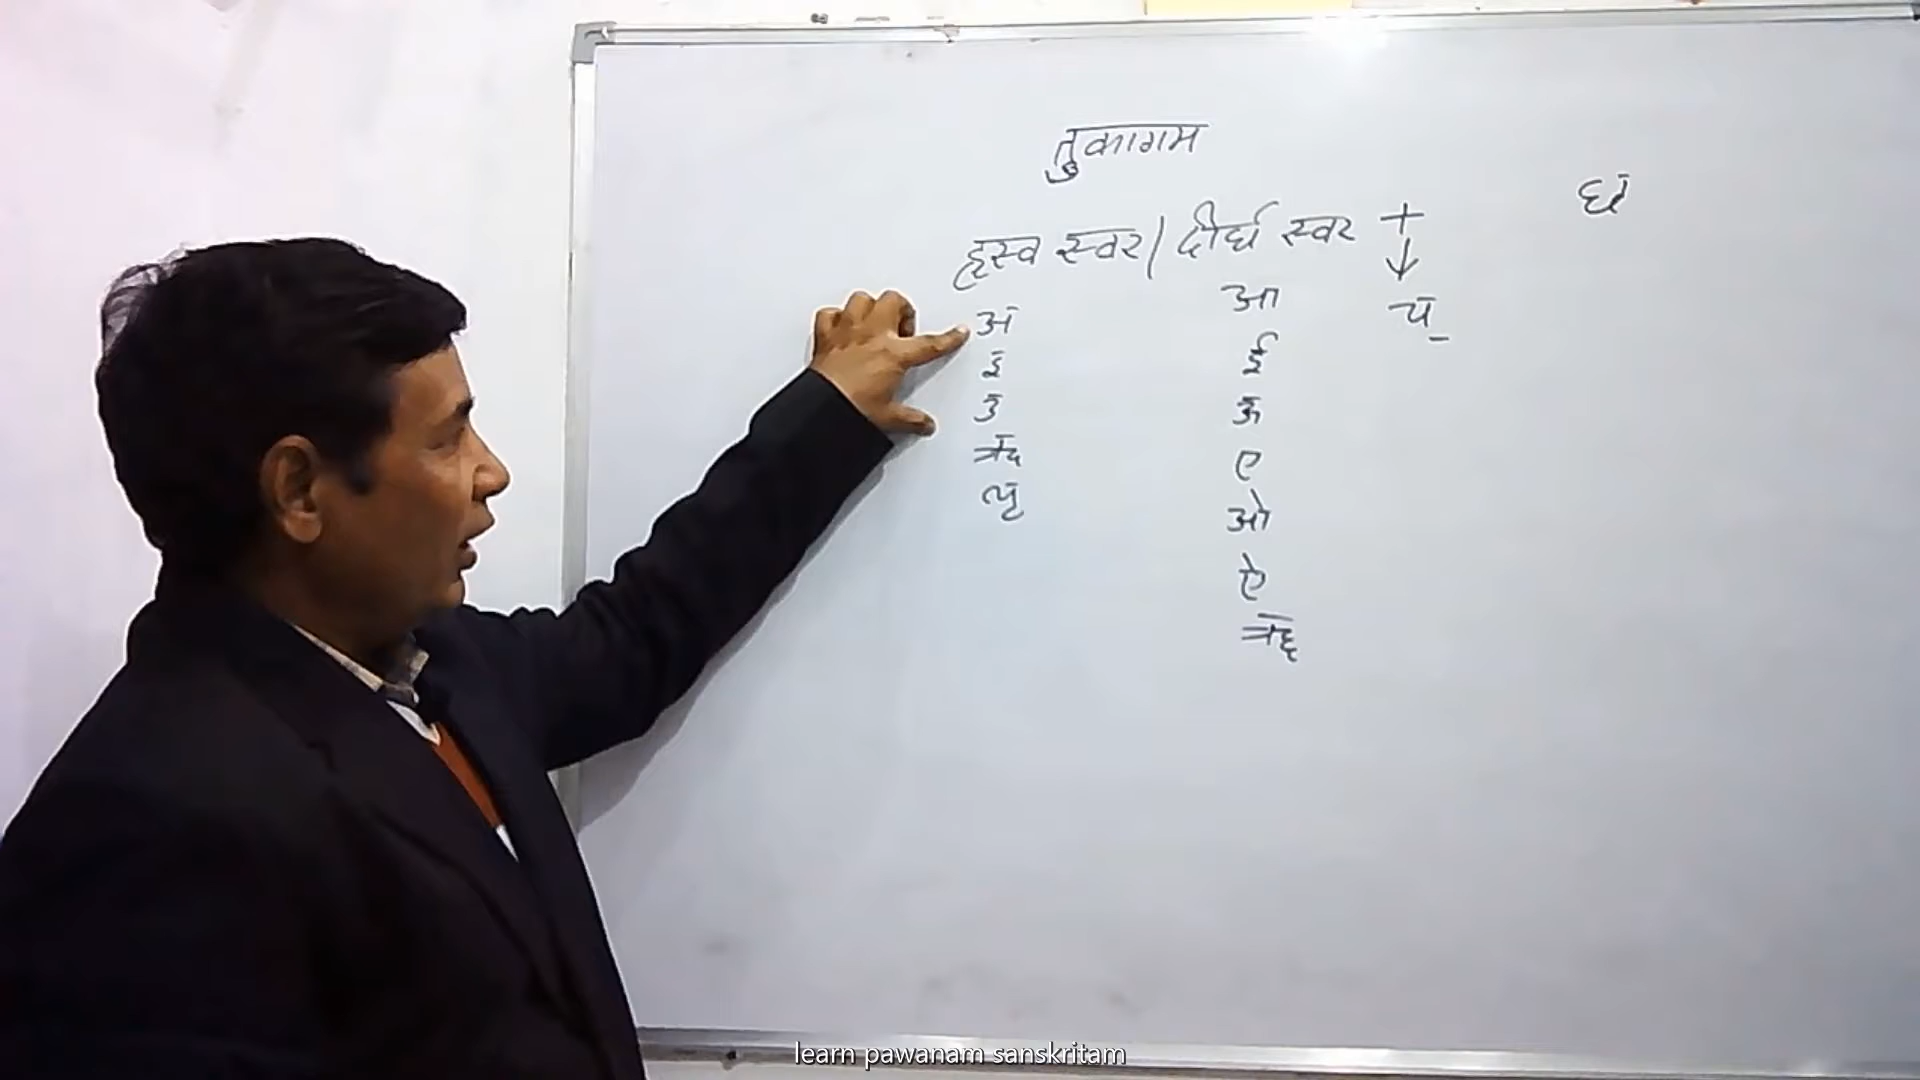 तुकागम
ह्रस्व स्वर / दीर्घ स्वर +
↓
अ आ
इ ई
उ ऊ
ऋ ए
लृ ओ
ऐ
ॠ
learn pawanam sanskritam